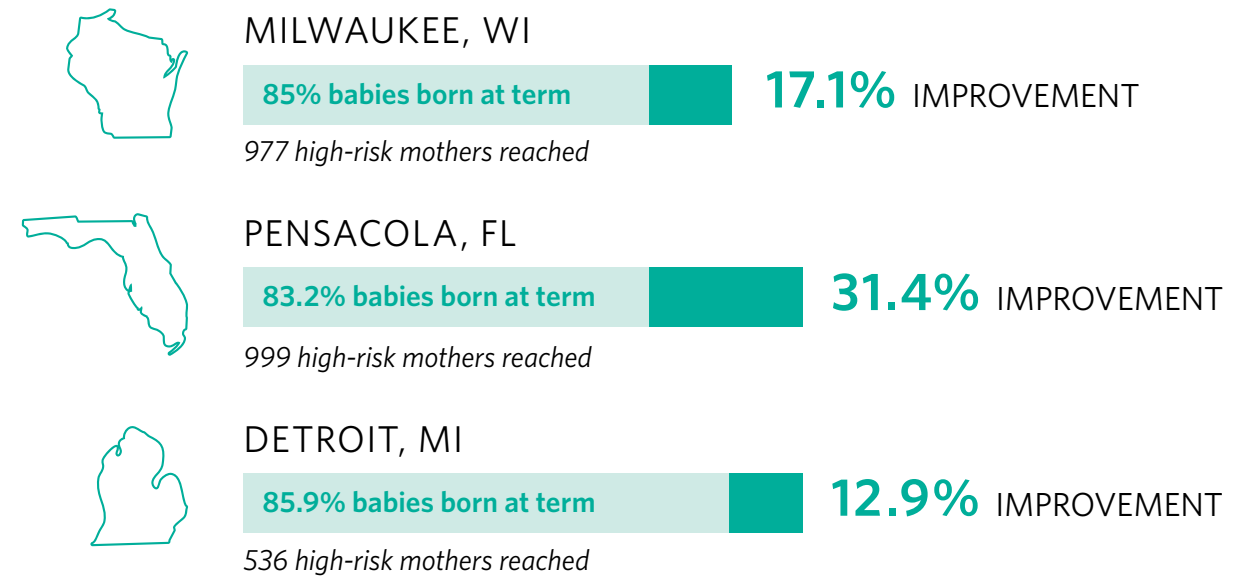 MILWAUKEE, WI
85% babies born at term
17.1% IMPROVEMENT
977 high-risk mothers reached
PENSACOLA, FL
83.2% babies born at term
31.4% IMPROVEMENT
999 high-risk mothers reached
DETROIT, MI
85.9% babies born at term
12.9% IMPROVEMENT
536 high-risk mothers reached